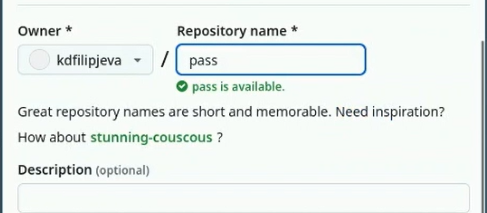 Owner * Repository name *
kdfilipjeva / pass
pass is available.
Great repository names are short and memorable. Need inspiration?
How about stunning-couscous ?
Description (optional)